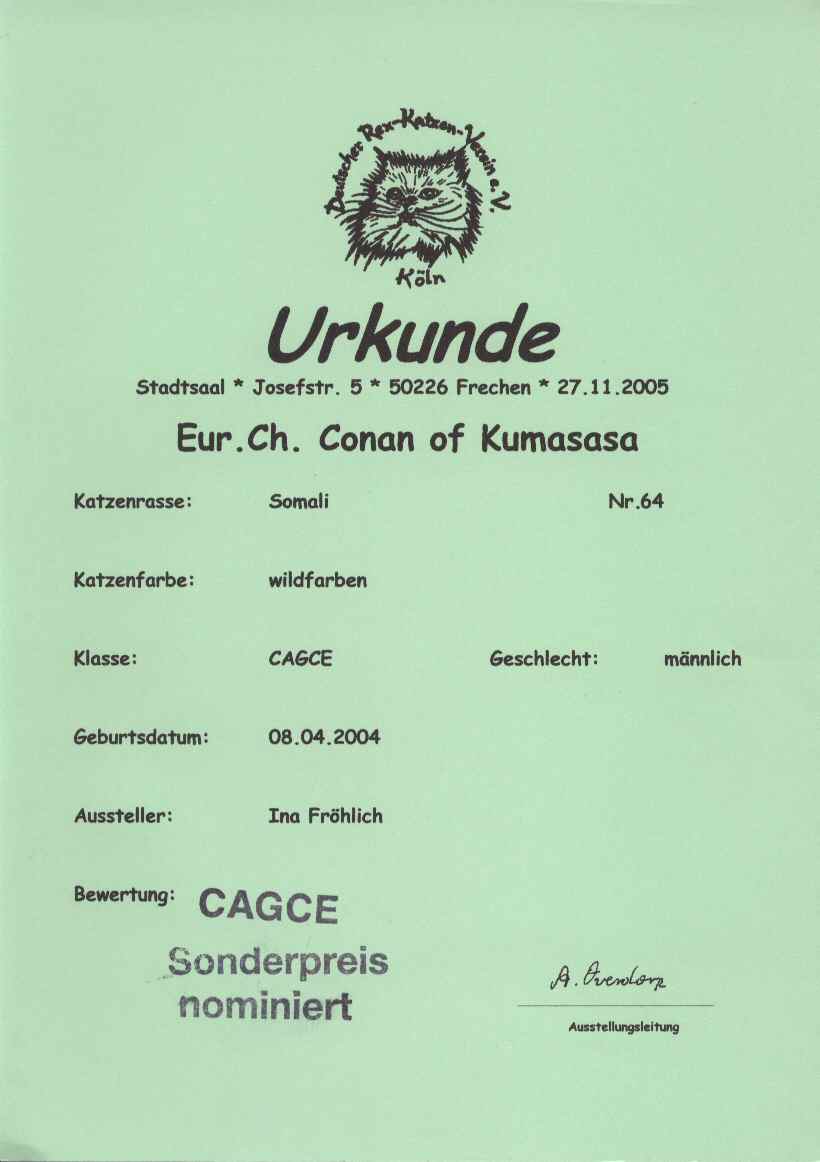 Deutscher Rex-Katzen-Verein e.V.
Köln
Urkunde
Stadtsaal * Josefstr. 5 * 50226 Frechen * 27.11.2005
Eur.Ch. Conan of Kumasasa
Katzenrasse: Somali Nr.64
Katzenfarbe: wildfarben
Klasse: CAGCE Geschlecht: männlich
Geburtsdatum: 08.04.2004
Aussteller: Ina Fröhlich
Bewertung: CAGCE
Sonderpreis
nominiert
Ausstellungsleitung